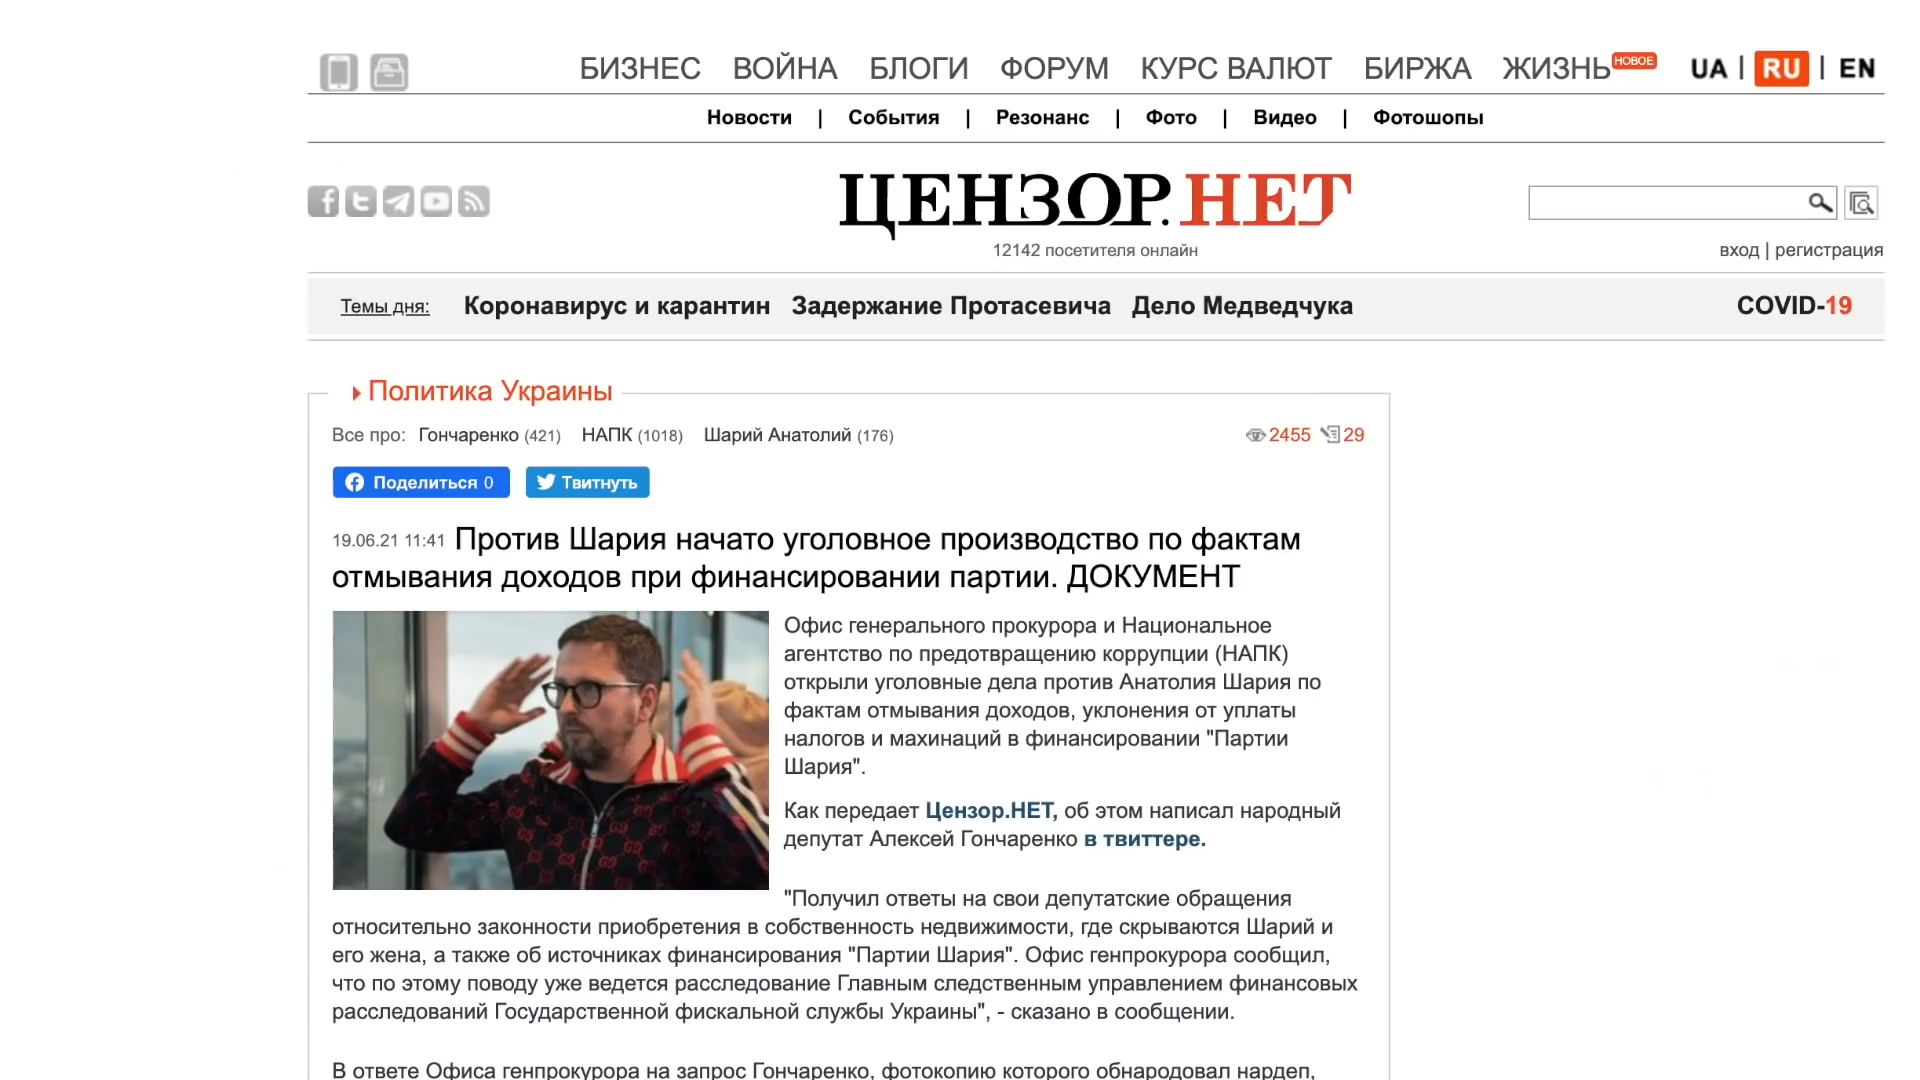 БИЗНЕС ВОЙНА БЛОГИ ФОРУМ КУРС ВАЛЮТ БИРЖА ЖИЗНЬ НОВОЕ UA | RU | EN
Новости | События | Резонанс | Фото | Видео | Фотошопы
ЦЕНЗОР.НЕТ
12142 посетителя онлайн
вход | регистрация
Темы дня: Коронавирус и карантин Задержание Протасевича Дело Медведчука COVID-19
Политика Украины
Все про: Гончаренко (421) НАПК (1018) Шарий Анатолий (176) 2455 29
Поделиться 0 Твитнуть
19.06.21 11:41 Против Шария начато уголовное производство по фактам
отмывания доходов при финансировании партии. ДОКУМЕНТ
Офис генерального прокурора и Национальное
агентство по предотвращению коррупции (НАПК)
открыли уголовные дела против Анатолия Шария по
фактам отмывания доходов, уклонения от уплаты
налогов и махинаций в финансировании "Партии
Шария".
Как передает Цензор.НЕТ, об этом написал народный
депутат Алексей Гончаренко в твиттере.
"Получил ответы на свои депутатские обращения
относительно законности приобретения в собственность недвижимости, где скрываются Шарий и
его жена, а также об источниках финансирования "Партии Шария". Офис генпрокурора сообщил,
что по этому поводу уже ведется расследование Главным следственным управлением финансовых
расследований Государственной фискальной службы Украины", - сказано в сообщении.
В ответе Офиса генпрокурора на запрос Гончаренко, фотокопию которого обнародовал нардеп,